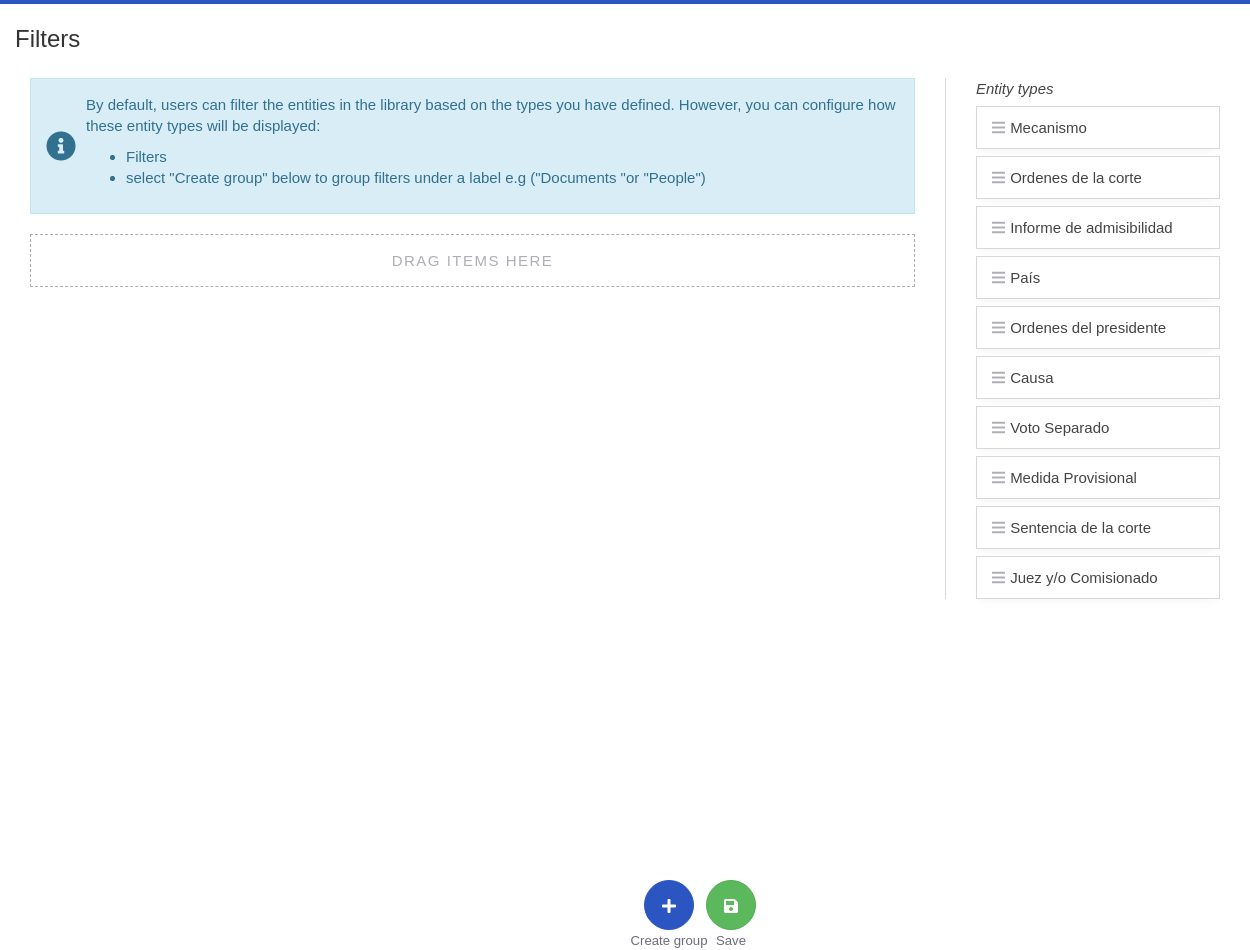 Filters
By default, users can filter the entities in the library based on the types you have defined. However, you can configure how
these entity types will be displayed:
Filters
select "Create group" below to group filters under a label e.g ("Documents "or "People")
DRAG ITEMS HERE
Entity types
Mecanismo
Ordenes de la corte
Informe de admisibilidad
País
Ordenes del presidente
Causa
Voto Separado
Medida Provisional
Sentencia de la corte
Juez y/o Comisionado
Create group
Save